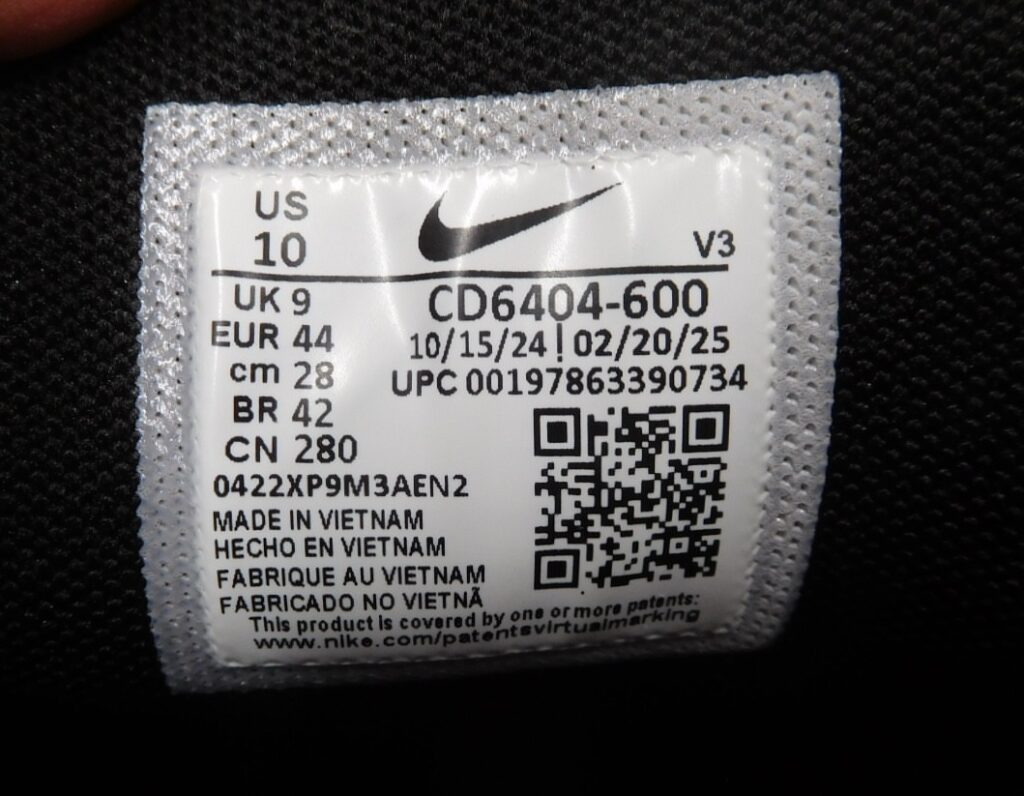 US
10
V3
UK 9
EUR 44
cm 28
BR 42
CN 280
CD6404-600
10/15/24 | 02/20/25
UPC 00197863390734
0422XP9M3AEN2
MADE IN VIETNAM
HECHO EN VIETNAM
FABRIQUE AU VIETNAM
FABRICADO NO VIETNÃ
This product is covered by one or more patents:
www.nike.com/patentsvirtualmarking